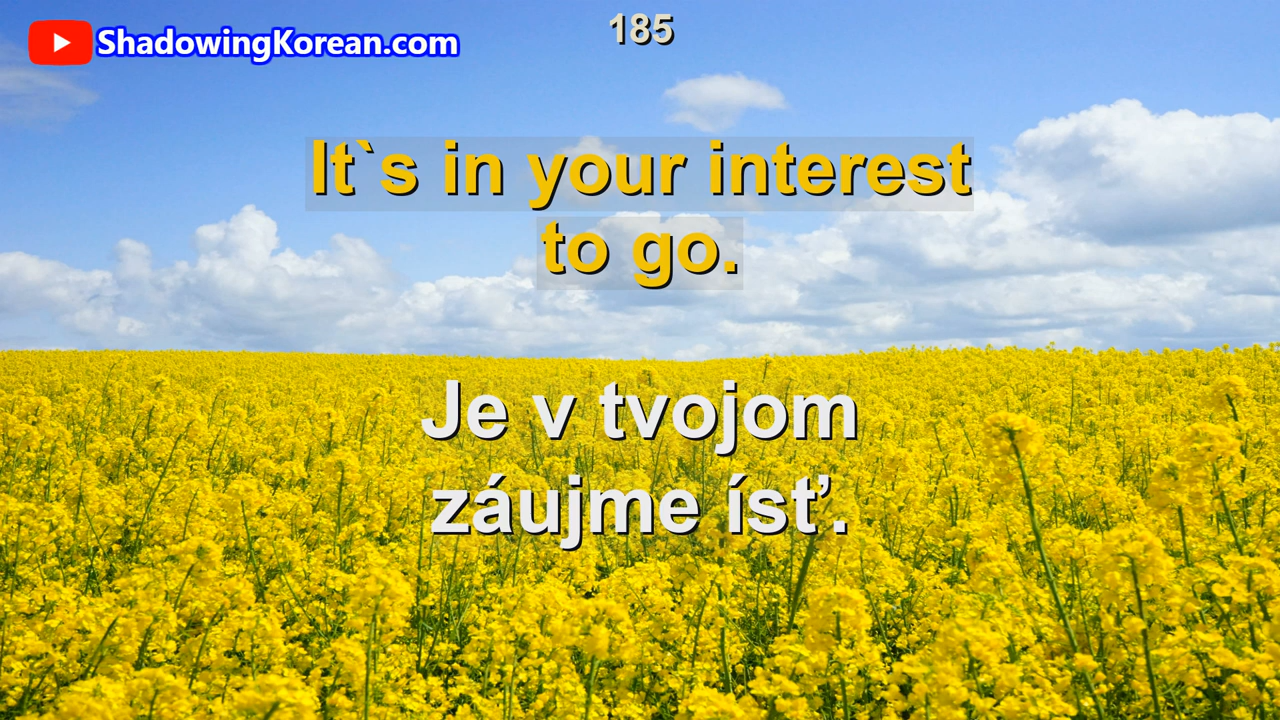 185
ShadowingKorean.com
It`s in your interest
to go.
Je v tvojom
záujme ísť.